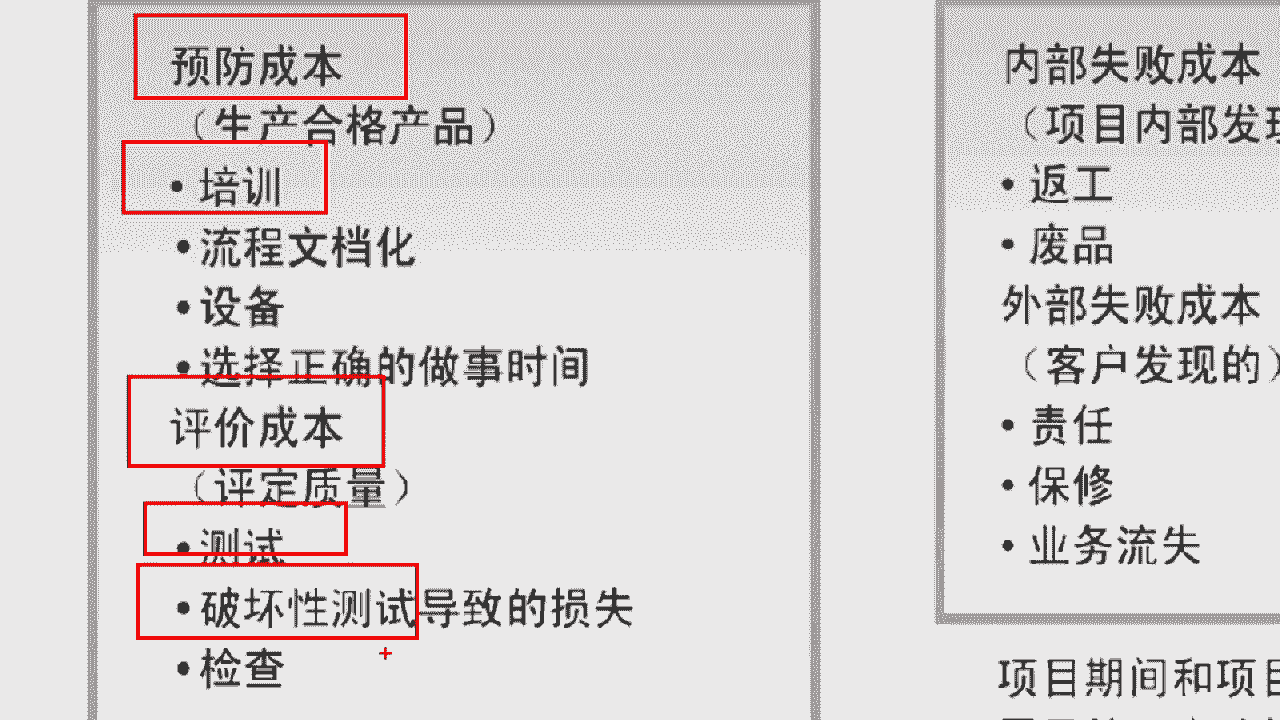 预防成本
（生产合格产品）
• 培训
• 流程文档化
• 设备
• 选择正确的做事时间
评价成本
（评定质量）
• 测试
• 破坏性测试导致的损失
• 检查
内部失败成本
（项目内部发现
• 返工
• 废品
外部失败成本
（客户发现的）
• 责任
• 保修
• 业务流失
项目期间和项目